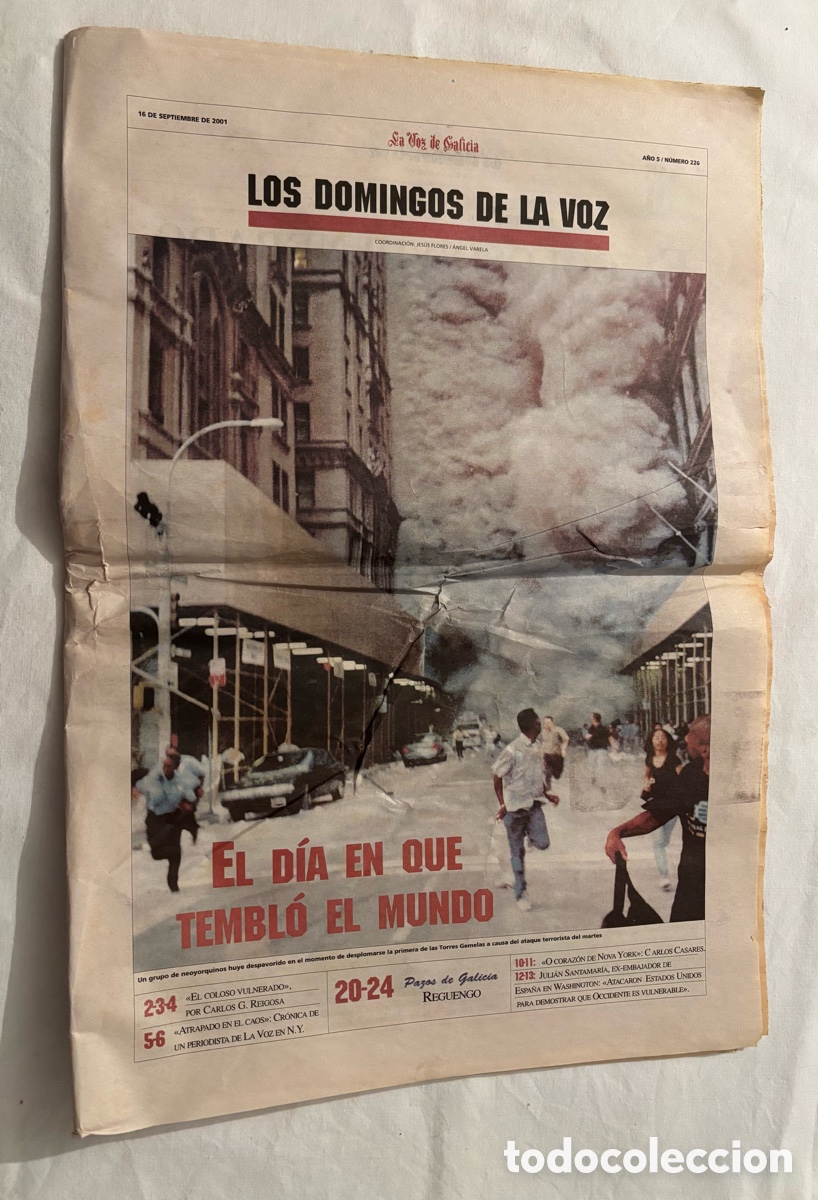 16 DE SEPTIEMBRE DE 2001
La Voz de Galicia
AÑO 5 / NÚMERO 226
LOS DOMINGOS DE LA VOZ
COORDINACIÓN: JESÚS FLORES / ÁNGEL VARELA
EL DÍA EN QUE
TEMBLÓ EL MUNDO
Un grupo de neoyorquinos huye despavorido en el momento de desplomarse la primera de las Torres Gemelas a causa del ataque terrorista del martes
2-3-4 «EL COLOSO VULNERADO»,
POR CARLOS G. REIGOSA
5-6 «ATRAPADO EN EL CAOS»: CRÓNICA DE
UN PERIODISTA DE LA VOZ EN N.Y.
20-24 Pazos de Galicia
REGUENGO
10-11: «O CORAZÓN DE NOVA YORK»: CARLOS CASARES.
12-13: JULIÁN SANTAMARÍA, EX-EMBAJADOR DE
ESPAÑA EN WASHINGTON: «ATACARON ESTADOS UNIDOS
PARA DEMOSTRAR QUE OCCIDENTE ES VULNERABLE».
todocoleccion